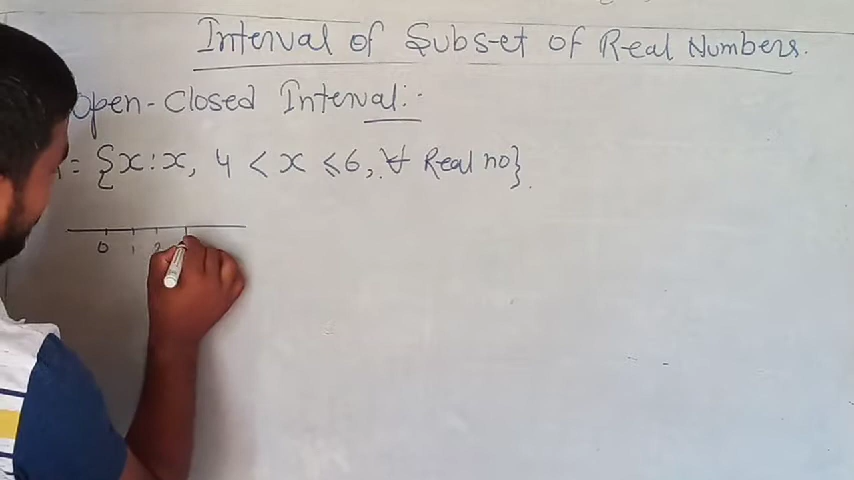 Interval of Subset of Real Numbers.
open-Closed Interval:-
= {x:x, 4 < x ≤6, ∀ Real no}.
0 1 2